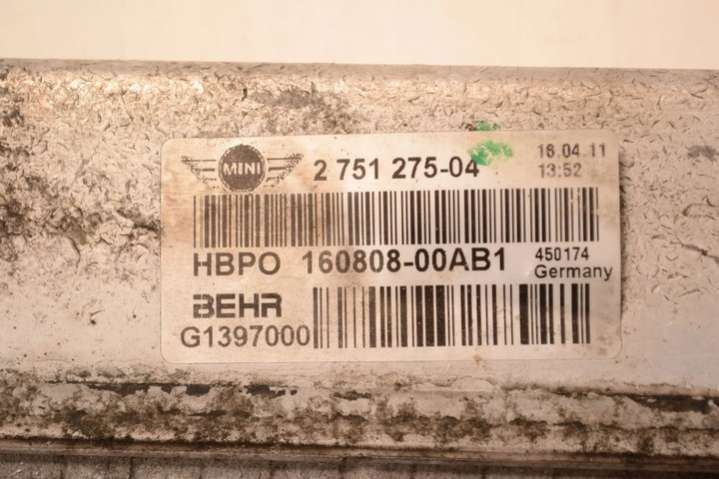 MINI 2 751 275-04 18.04.11
13:52
HBPO 160808-00AB1 450174
Germany
BEHR
G1397000